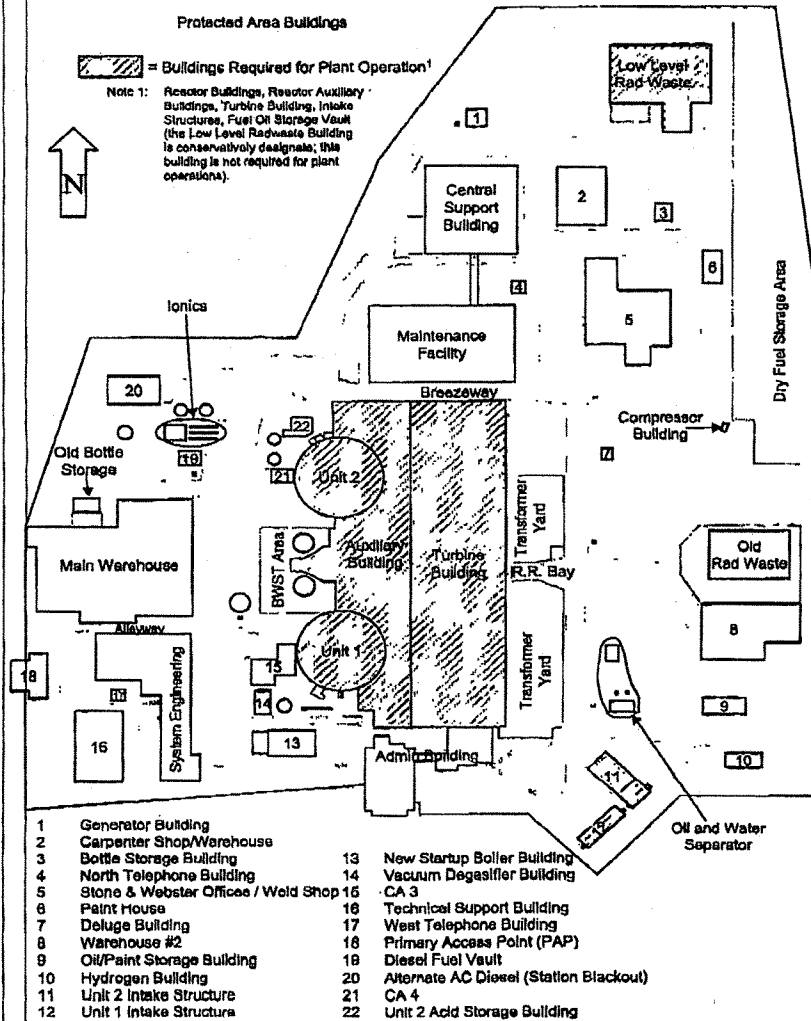 Protected Area Buildings
= Buildings Required for Plant Operation¹
Note 1: Reactor Buildings, Reactor Auxiliary
Buildings, Turbine Building, Intake
Structures, Fuel Oil Storage Vault
(the Low Level Radwaste Building
is conservatively designate; this
building is not required for plant
operations).
N
Low Level
Rad Waste
1
Central
Support
Building
2
3
4
5
6
Dry Fuel Storage Area
Ionics
Maintenance
Facility
Breezeway
20
Compressor
Building
22
7
Old Bottle
Storage
19
21
Unit 2
Transformer
Yard
Main Warehouse
BWST Area
Auxiliary
Building
Turbine
Building
R.R. Bay
Old
Rad Waste
Alleyway
Unit 1
Transformer
Yard
8
18
15
17
14
System Engineering
9
16
13
Admin Building
10
11
12
Oil and Water
Separator
1 Generator Building
2 Carpenter Shop/Warehouse
3 Bottle Storage Building
4 North Telephone Building
5 Stone & Webster Offices / Weld Shop
6 Paint House
7 Deluge Building
8 Warehouse #2
9 Oil/Paint Storage Building
10 Hydrogen Building
11 Unit 2 Intake Structure
12 Unit 1 Intake Structure
13 New Startup Boiler Building
14 Vacuum Degasifier Building
15 CA 3
16 Technical Support Building
17 West Telephone Building
18 Primary Access Point (PAP)
19 Diesel Fuel Vault
20 Alternate AC Diesel (Station Blackout)
21 CA 4
22 Unit 2 Acid Storage Building